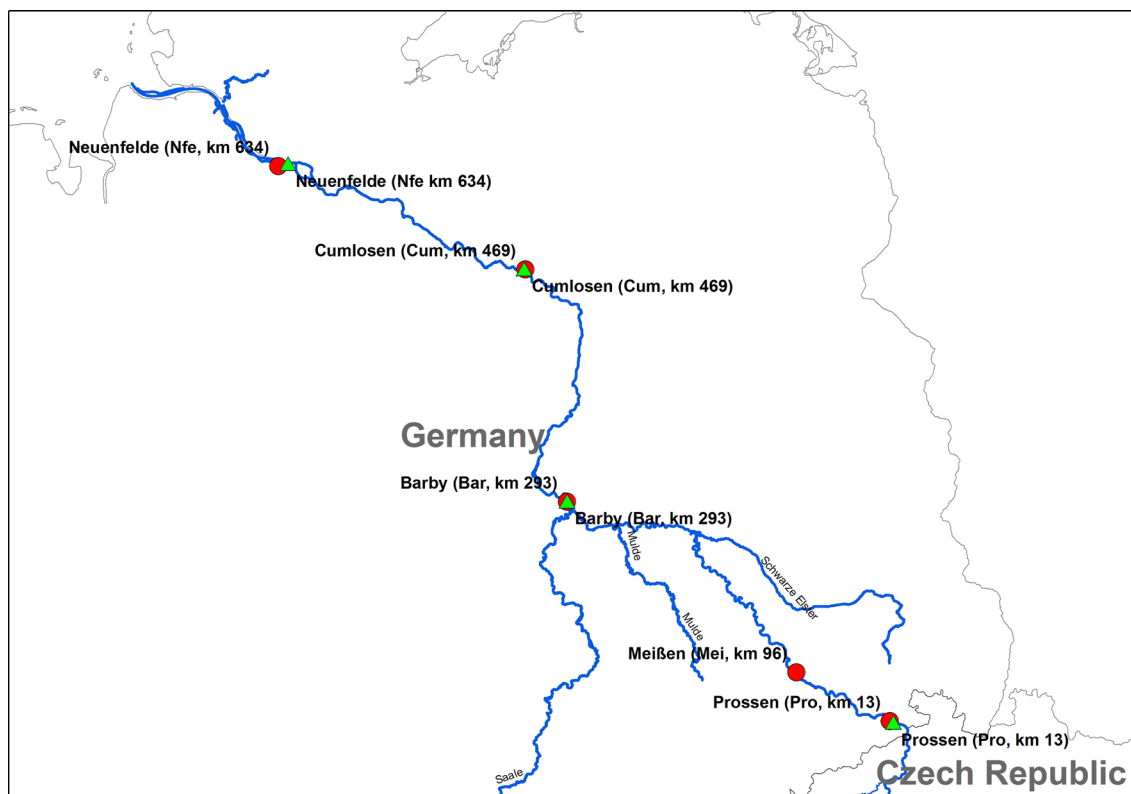 Neuenfelde (Nfe, km 634)
Neuenfelde (Nfe km 634)
Cumlosen (Cum, km 469)
Cumlosen (Cum, km 469)
Germany
Barby (Bar, km 293)
Barby (Bar, km 293)
Mulde
Schwarze Elster
Mulde
Meißen (Mei, km 96)
Prossen (Pro, km 13)
Prossen (Pro, km 13)
Czech Republic
Saale